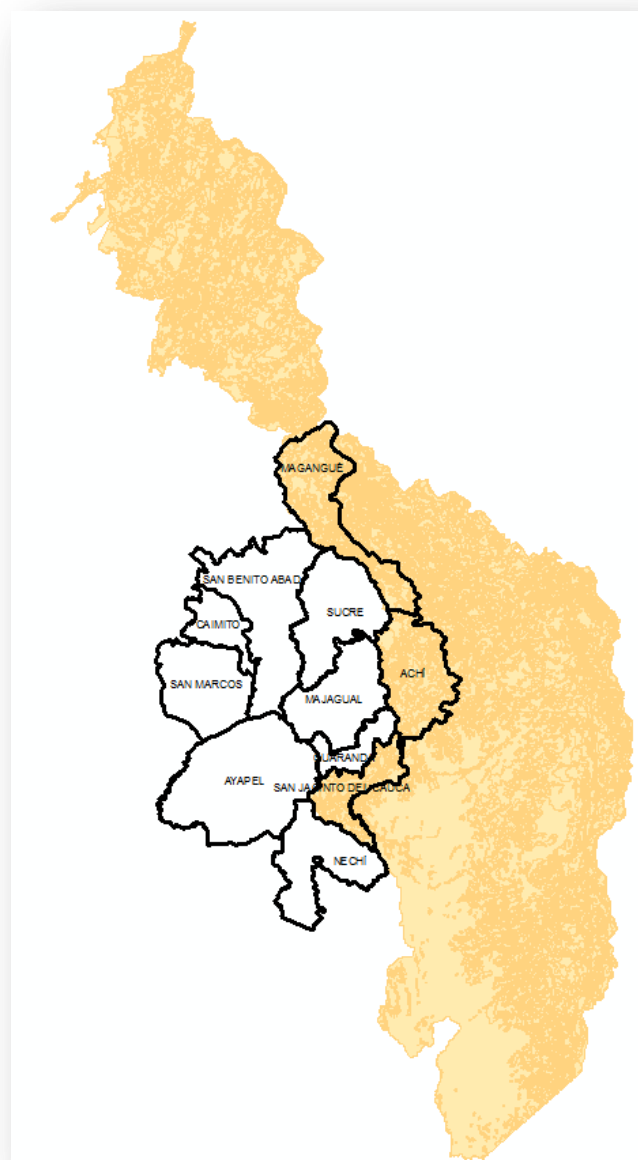 MAGANGUÉ
SAN BENITO ABAD
SUCRE
CAIMITO
ACHÍ
SAN MARCOS
MAJAGUAL
GUARANDA
AYAPEL
SAN JACINTO DEL CAUCA
NECHÍ